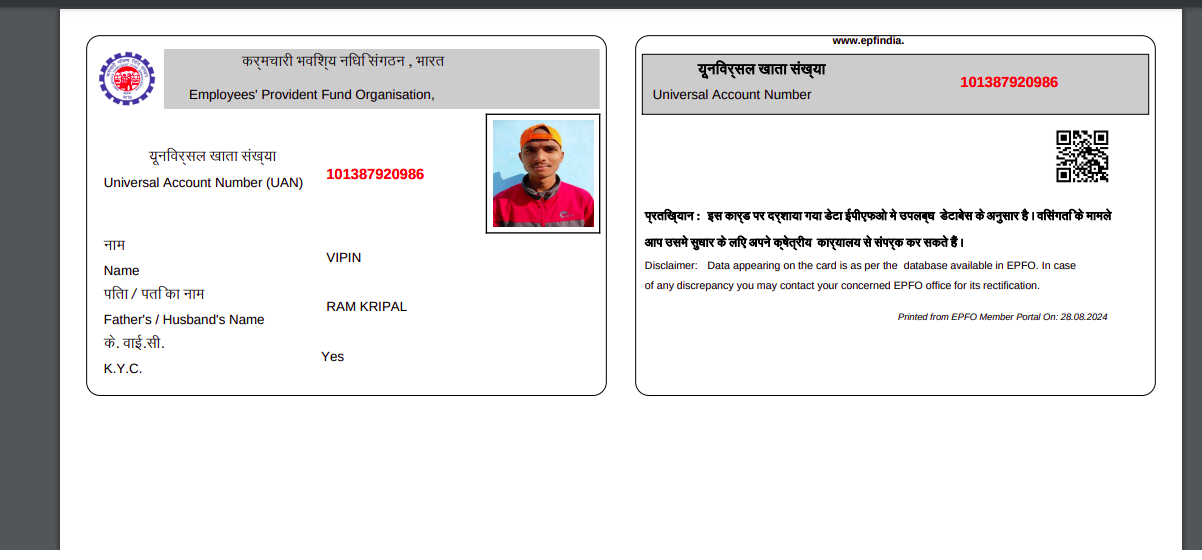 कर्मचारी भविष्य निधि संगठन , भारत
Employees' Provident Fund Organisation,
यूनिवर्सल खाता संख्या
Universal Account Number (UAN)
101387920986
नाम
Name
VIPIN
पिता / पति का नाम
Father's / Husband's Name
RAM KRIPAL
के. वाई.सी.
K.Y.C.
Yes
www.epfindia.
यूनिवर्सल खाता संख्या
Universal Account Number
101387920986
प्रतिख्यान : इस कार्ड पर दर्शाया गया डेटा ईपीएफओ मे उपलब्ध डेटाबेस के अनुसार है। विसंगति के मामले
आप उसमे सुधार के लिए अपने क्षेत्रीय कार्यालय से संपर्क कर सकते हैं।
Disclaimer: Data appearing on the card is as per the database available in EPFO. In case
of any discrepancy you may contact your concerned EPFO office for its rectification.
Printed from EPFO Member Portal On: 28.08.2024